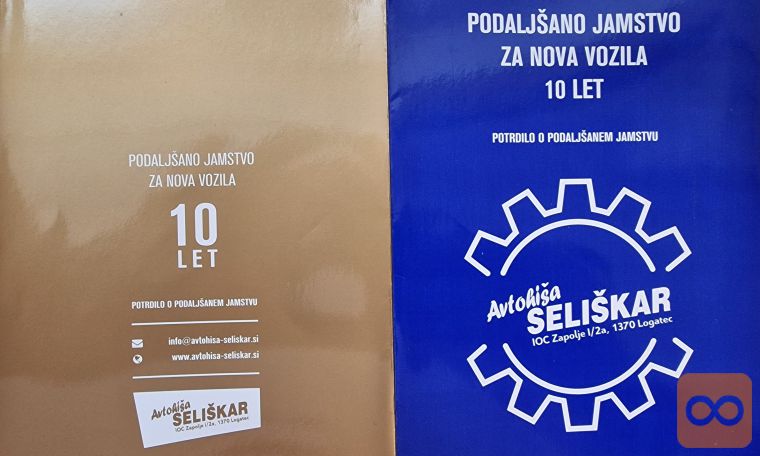 PODALJŠANO JAMSTVO
ZA NOVA VOZILA
10
LET
POTRDILO O PODALJŠANEM JAMSTVU
info@avtohisa-seliskar.si
www.avtohisa-seliskar.si
Avtohiša
SELIŠKAR
IOC Zapolje I/2a, 1370 Logatec
PODALJŠANO JAMSTVO
ZA NOVA VOZILA
10 LET
POTRDILO O PODALJŠANEM JAMSTVU
Avtohiša
SELIŠKAR
IOC Zapolje I/2a, 1370 Logatec